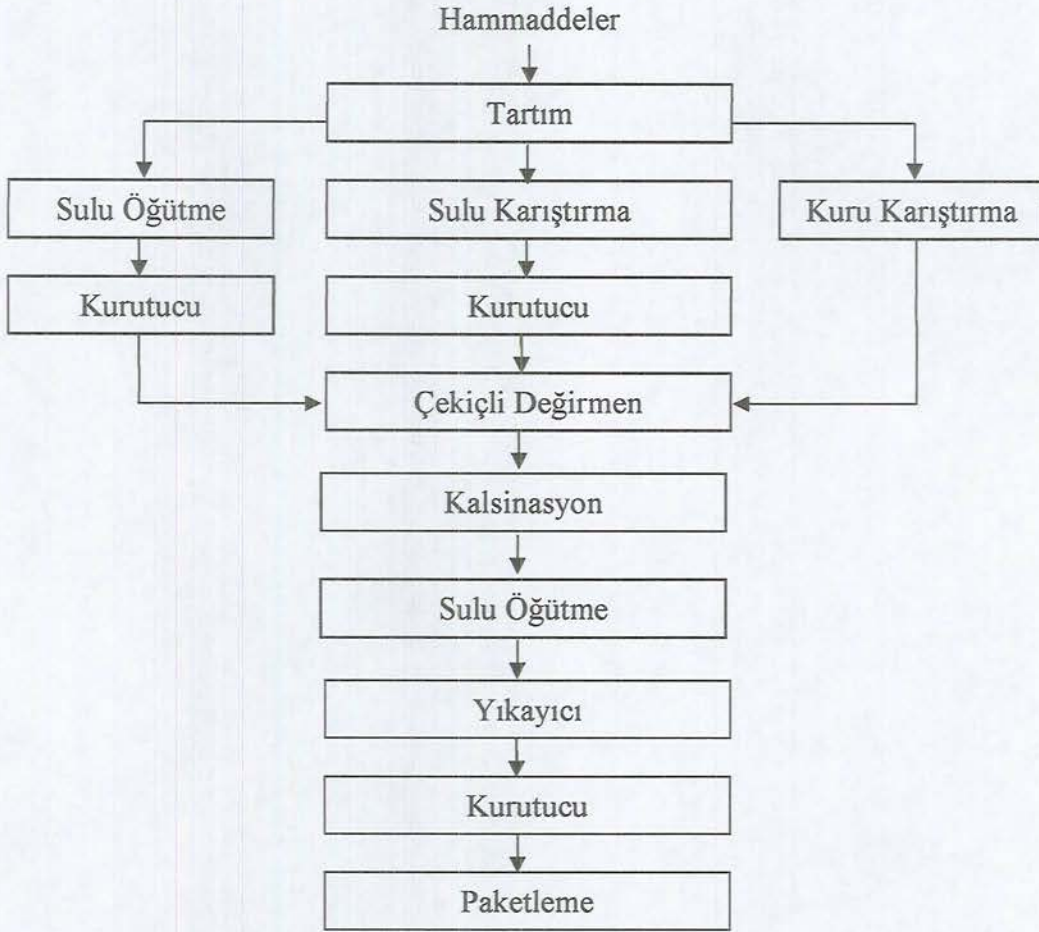 Hammaddeler
Tartım
Sulu Öğütme
Sulu Karıştırma
Kuru Karıştırma
Kurutucu
Kurutucu
Çekiçli Değirmen
Kalsinasyon
Sulu Öğütme
Yıkayıcı
Kurutucu
Paketleme